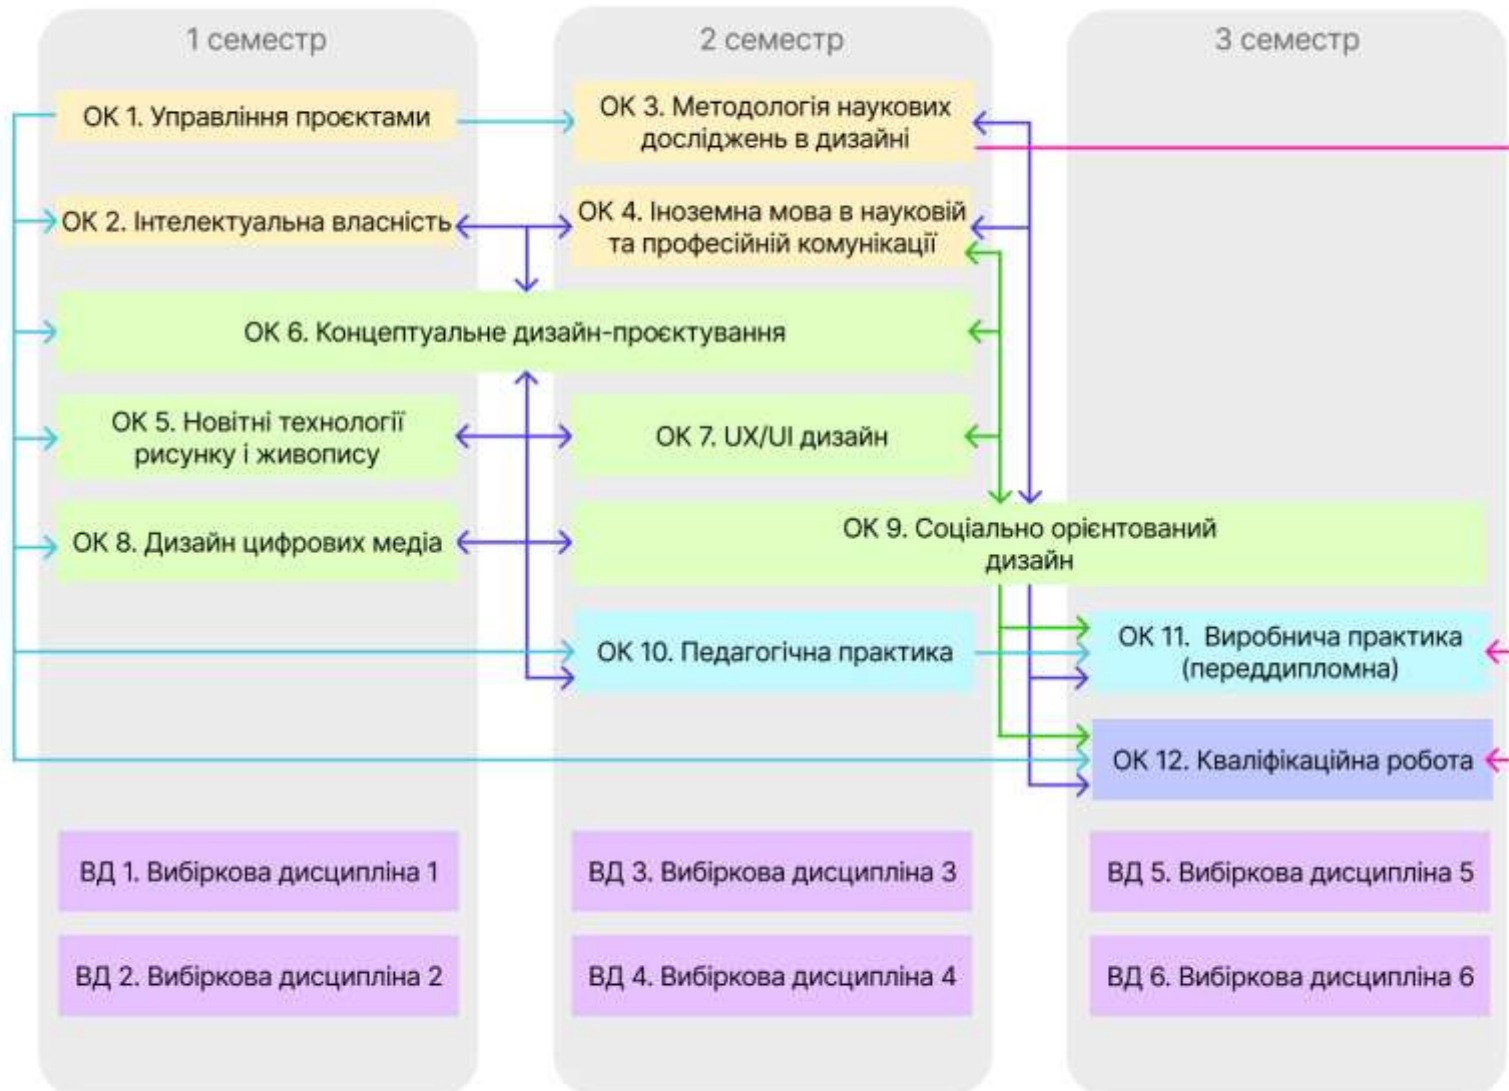 1 семестр
2 семестр
3 семестр
ОК 1. Управління проєктами
ОК 3. Методологія наукових
досліджень в дизайні
ОК 2. Інтелектуальна власність
ОК 4. Іноземна мова в науковій
та професійній комунікації
ОК 6. Концептуальне дизайн-проєктування
ОК 5. Новітні технології
рисунку і живопису
ОК 7. UX/UI дизайн
ОК 8. Дизайн цифрових медіа
ОК 9. Соціально орієнтований
дизайн
ОК 10. Педагогічна практика
ОК 11. Виробнича практика
(переддипломна)
ОК 12. Кваліфікаційна робота
ВД 1. Вибіркова дисципліна 1
ВД 3. Вибіркова дисципліна 3
ВД 5. Вибіркова дисципліна 5
ВД 2. Вибіркова дисципліна 2
ВД 4. Вибіркова дисципліна 4
ВД 6. Вибіркова дисципліна 6